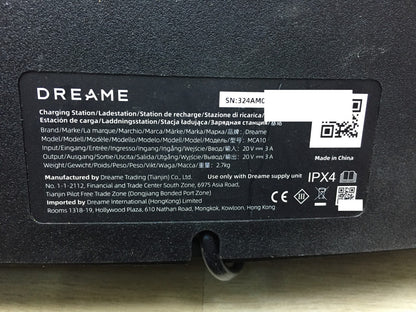 DREAME
SN:324AM0
Charging Station/Ladestation/Station de recharge/Stazione di ricarica/
Estación de carga/Laddningsstation/Stacja ładująca/Зарядная станция/
Brand/Marke/La marque/Marchio/Marca/Märke/Marka/Марка/品牌: Dreame
Model/Modell/Modèle/Modello/Modelo/Modell/Model/Модель/型号: MCA10
Input/Eingang/Entrée/Ingresso/Ingång/Wejście/Ввод/输入: 20 V⎓3 A
Output/Ausgang/Sortie/Uscita/Salida/Utgång/Wyjście/Вывод/输出: 20 V⎓3 A
Weight/Gewicht/Poids/Peso/Peso/Vikt/Waga/Масса/重量: 2.7kg
Made in China
Manufactured by Dreame Trading (Tianjin) Co., Ltd.
No. 1-1-2112, Financial and Trade Center South Zone, 6975 Asia Road,
Tianjin Pilot Free Trade Zone (Dongjiang Bonded Port Zone)
Imported by Dreame International (HongKong) Limited
Rooms 1318-19, Hollywood Plaza, 610 Nathan Road, Mongkok, Kowloon, Hong Kong
Use only with Dreame supply unit
CE
III
IPX4